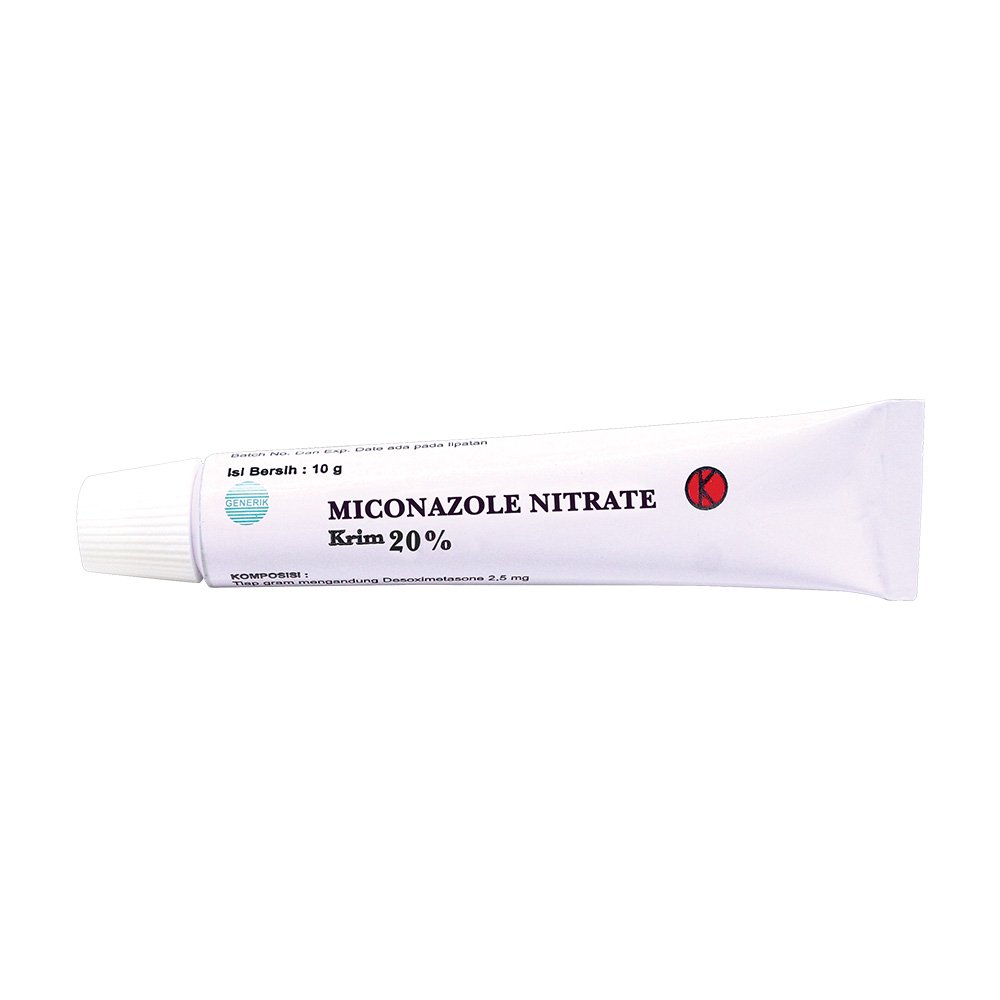 Batch No. Dan Exp. Date ada pada lipatan
Isi Bersih : 10 g
GENERIK
MICONAZOLE NITRATE
K
Krim 20%
KOMPOSISI :
Tiap gram mengandung Desoximetasone 2,5 mg